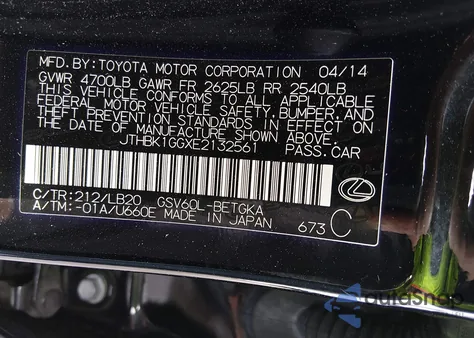 MFD.BY:TOYOTA MOTOR CORPORATION 04/14
GVWR 4700LB GAWR FR 2625LB RR 2540LB
THIS VEHICLE CONFORMS TO ALL APPLICABLE
FEDERAL MOTOR VEHICLE SAFETY,BUMPER,AND
THEFT PREVENTION STANDARDS IN EFFECT ON
THE DATE OF MANUFACTURE SHOWN ABOVE.
JTHBK1GGXE2132561 PASS.CAR
C/TR:212/LB20 GSV60L-BETGKA
A/TM:-01A/U660E MADE IN JAPAN 673 C
autoSnap